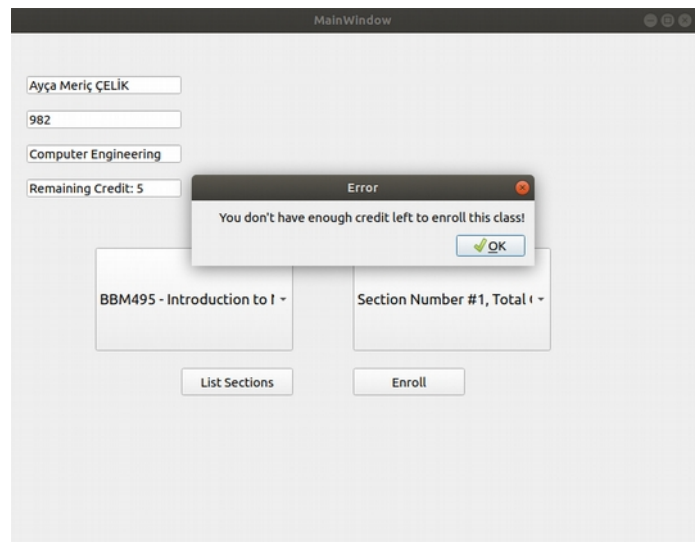 MainWindow
Ayça Meriç ÇELİK
982
Computer Engineering
Remaining Credit: 5
Error
You don't have enough credit left to enroll this class!
OK
BBM495 - Introduction to
Section Number #1, Total
List Sections
Enroll